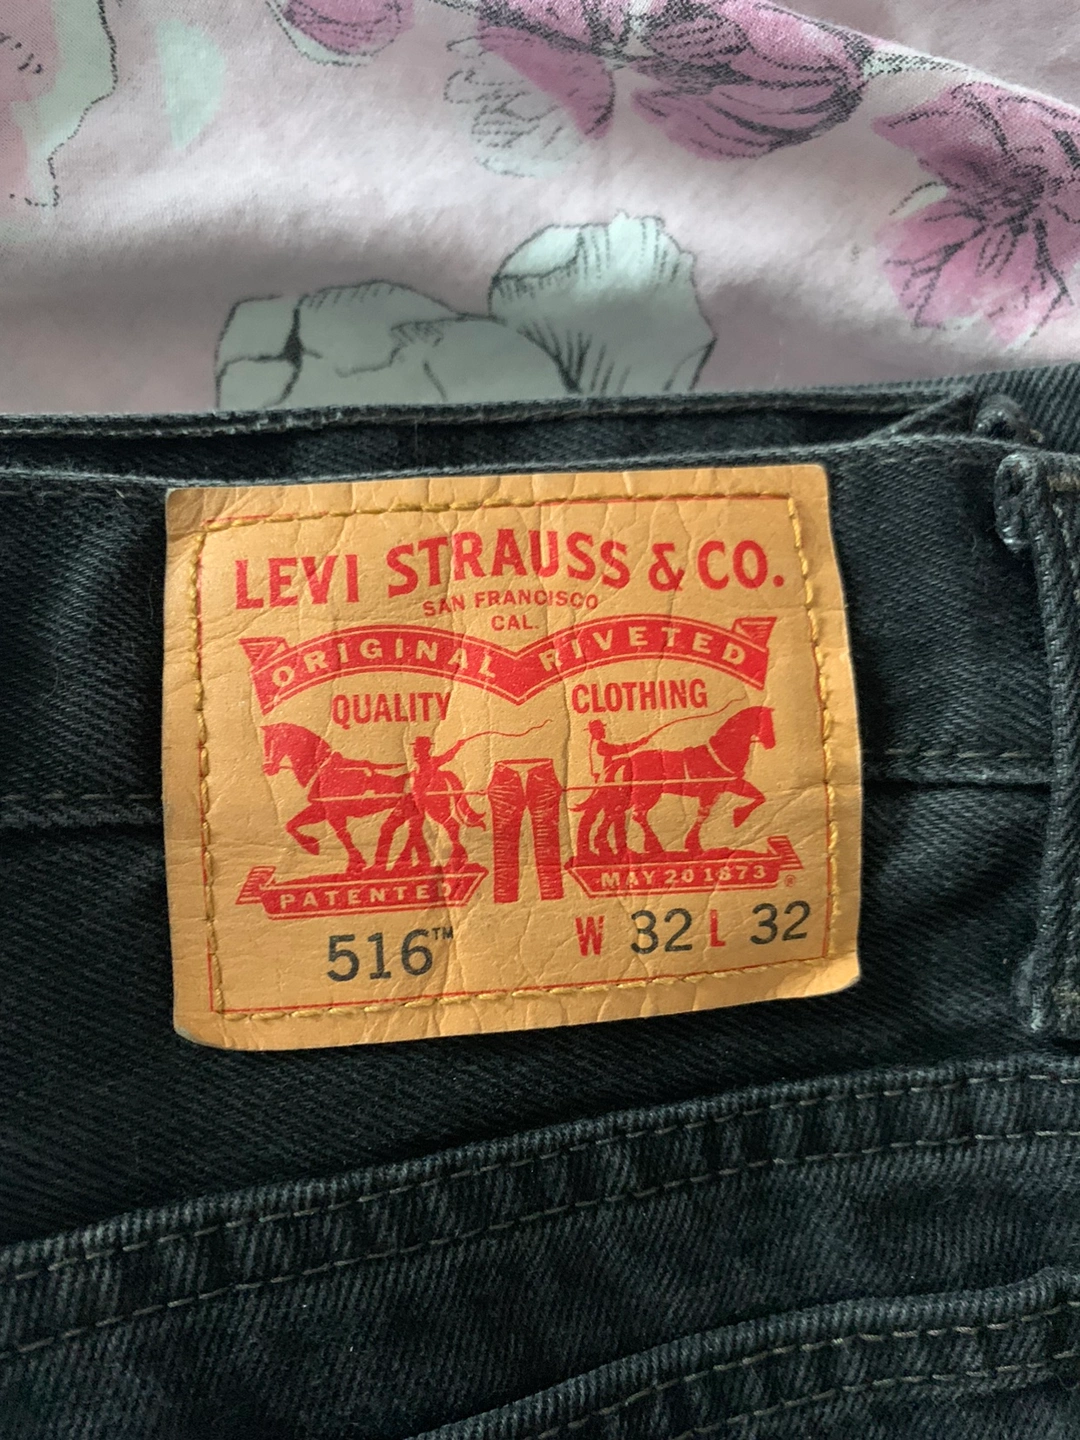 LEVI STRAUSS & CO.
SAN FRANCISCO
CAL.
ORIGINAL RIVETED
QUALITY CLOTHING
PATENTED MAY 20 1873 ®
516™ W 32 L 32